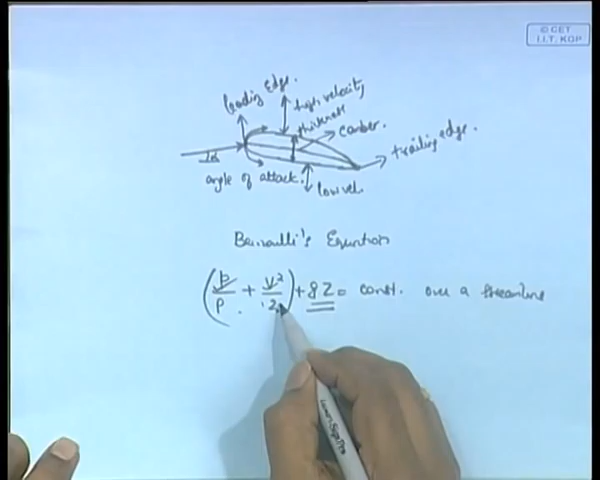 © CET
I.I.T. KGP
leading edge.
high velocity
thickness
camber.
trailing edge.
α
angle of attack.
low vel.
Bernoulli's Equation
(p/ρ + V²/2) + gz = const. over a streamline